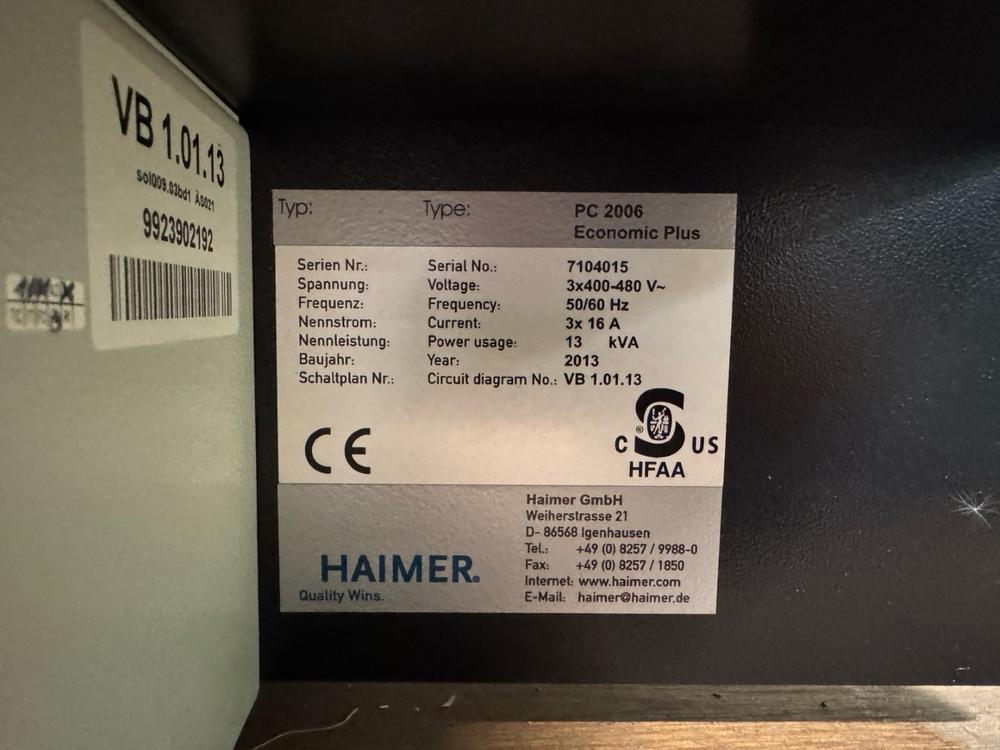 VB 1.01.13
sol009.03bd1 ÄS021
9923902192
Typ: Type: PC 2006
Economic Plus
Serien Nr.: Serial No.: 7104015
Spannung: Voltage: 3x400-480 V~
Frequenz: Frequency: 50/60 Hz
Nennstrom: Current: 3x 16 A
Nennleistung: Power usage: 13 kVA
Baujahr: Year: 2013
Schaltplan Nr.: Circuit diagram No.: VB 1.01.13
CE
C S ® US
HFAA
Haimer GmbH
Weiherstrasse 21
D- 86568 Igenhausen
Tel.: +49 (0) 8257 / 9988-0
Fax: +49 (0) 8257 / 1850
Internet: www.haimer.com
E-Mail: haimer@haimer.de
HAIMER®
Quality Wins.